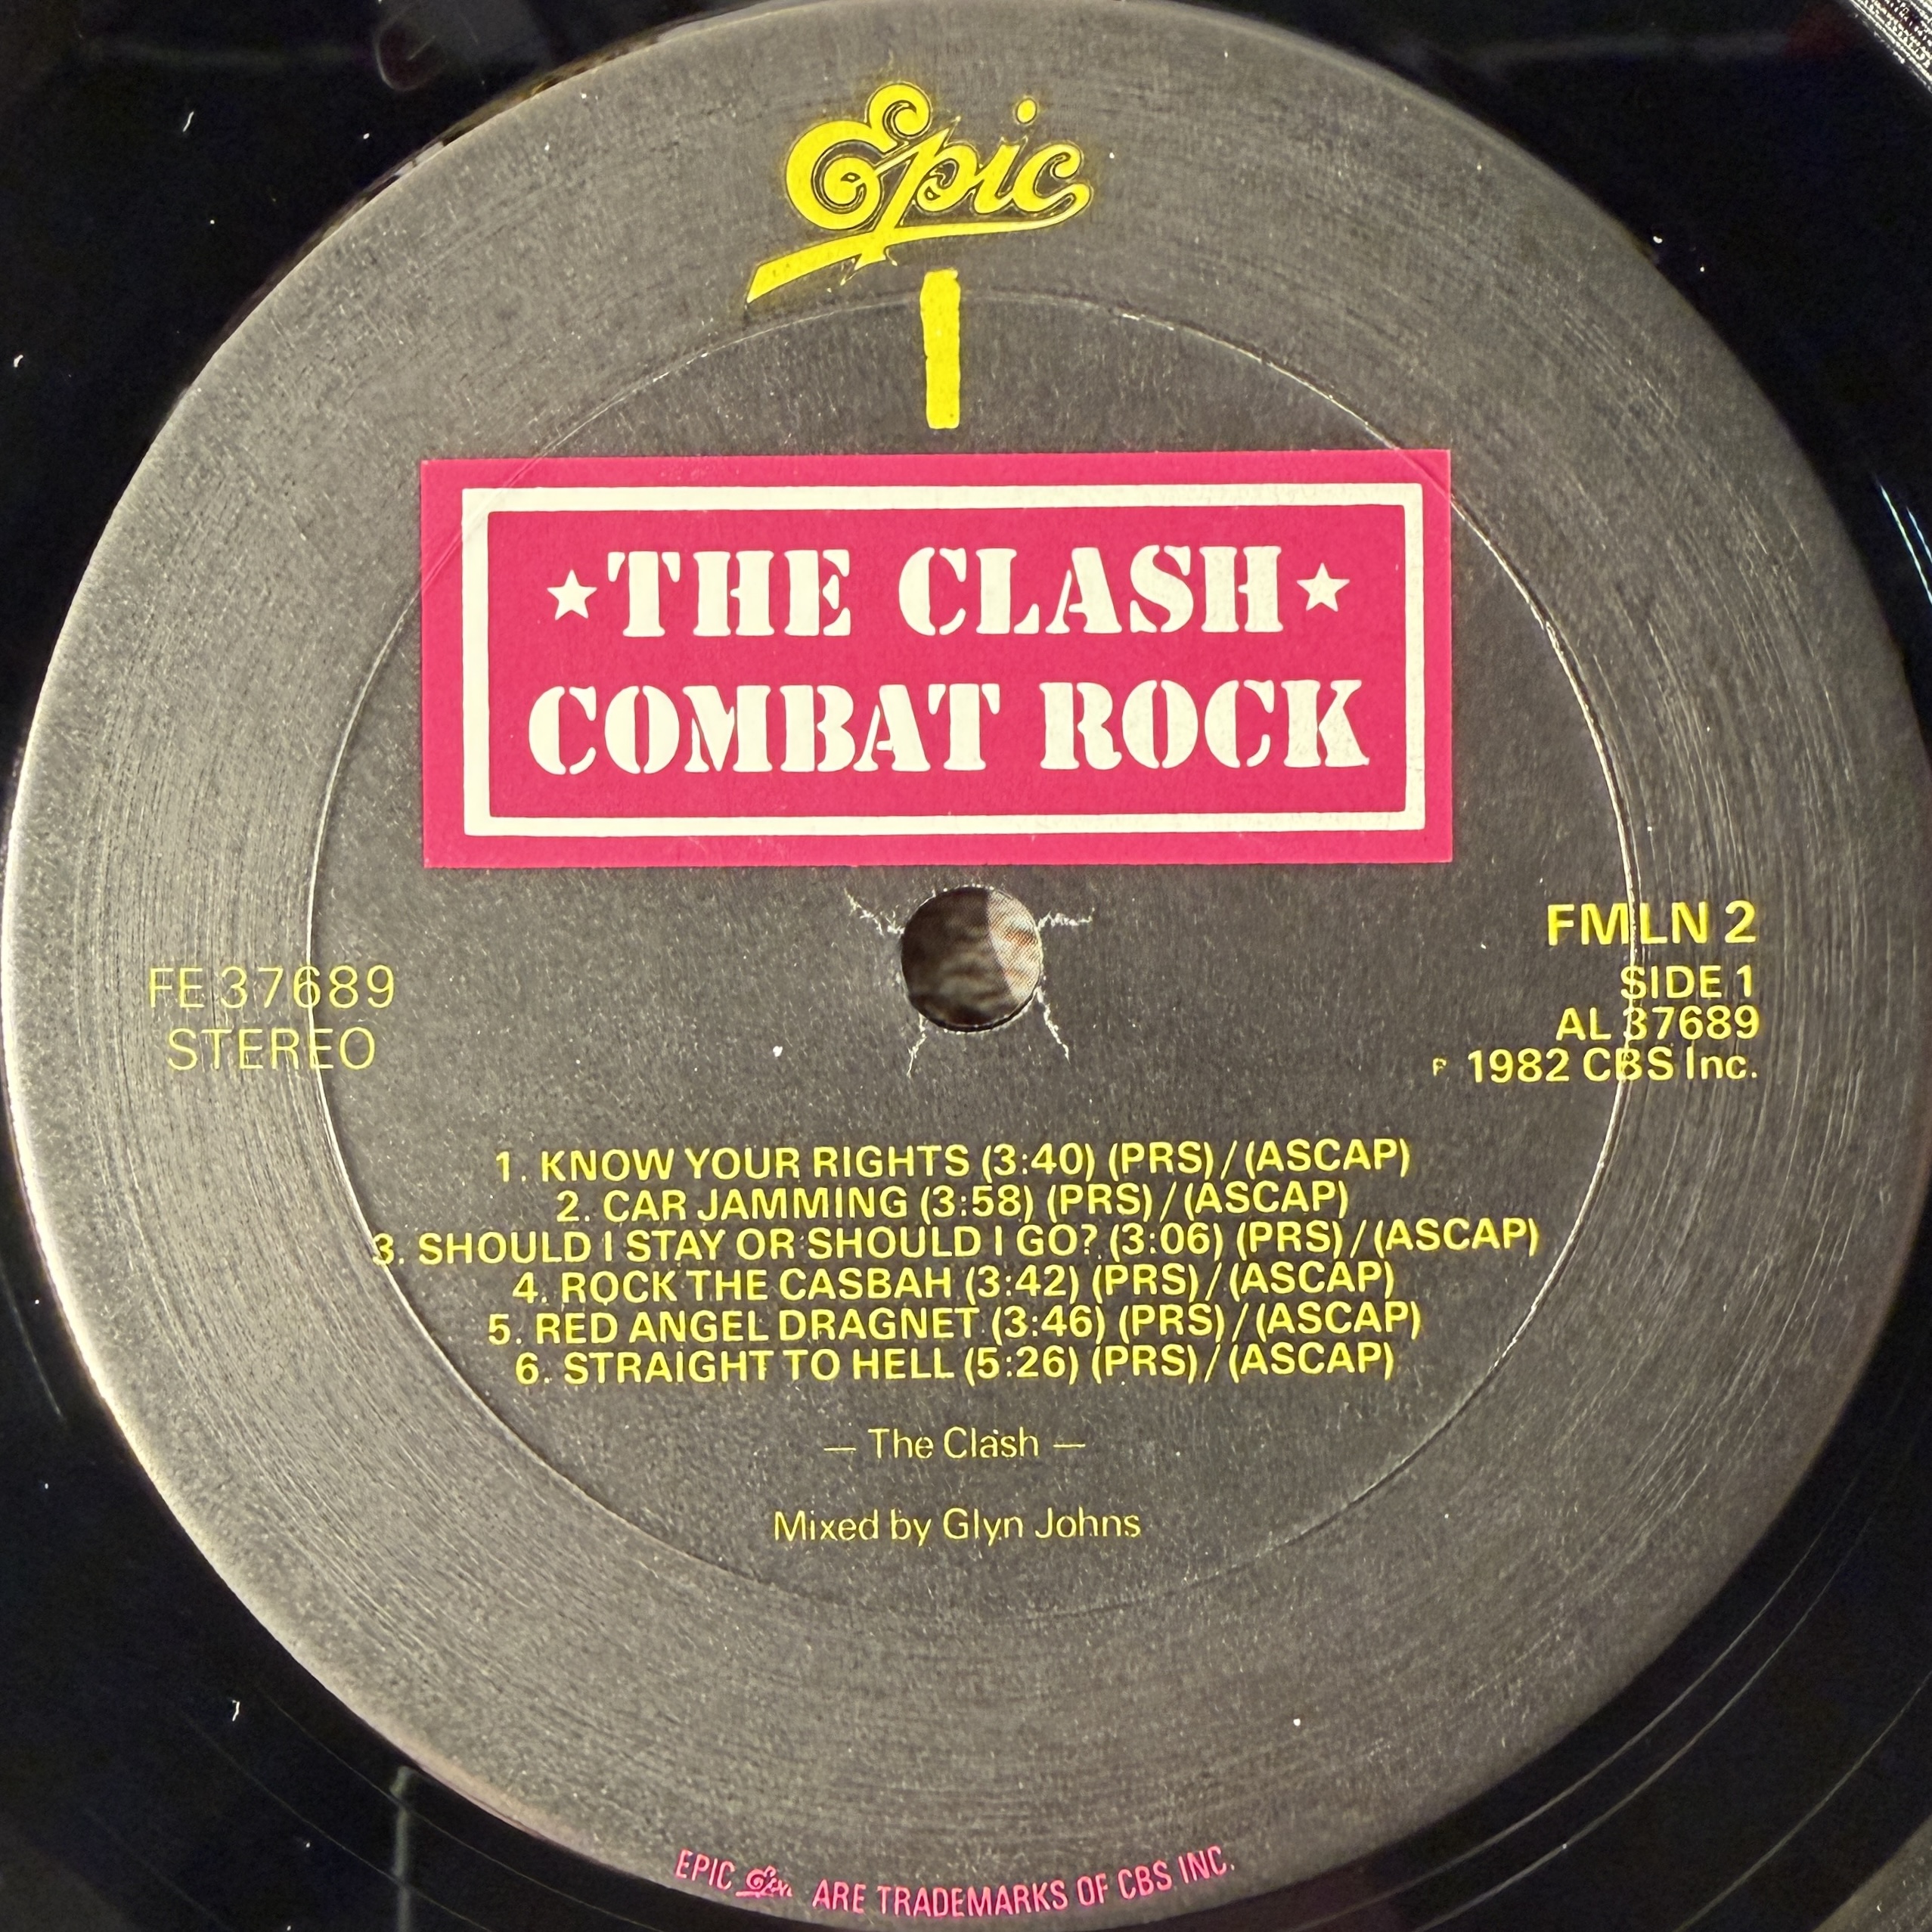 Epic
1
★THE CLASH★
COMBAT ROCK
FE 37689
STEREO
FMLN 2
SIDE 1
AL 37689
℗ 1982 CBS Inc.
1. KNOW YOUR RIGHTS (3:40) (PRS)/(ASCAP)
2. CAR JAMMING (3:58) (PRS)/(ASCAP)
3. SHOULD I STAY OR SHOULD I GO? (3:06) (PRS)/(ASCAP)
4. ROCK THE CASBAH (3:42) (PRS)/(ASCAP)
5. RED ANGEL DRAGNET (3:46) (PRS)/(ASCAP)
6. STRAIGHT TO HELL (5:26) (PRS)/(ASCAP)
— The Clash —
Mixed by Glyn Johns
EPIC Epic ARE TRADEMARKS OF CBS INC.